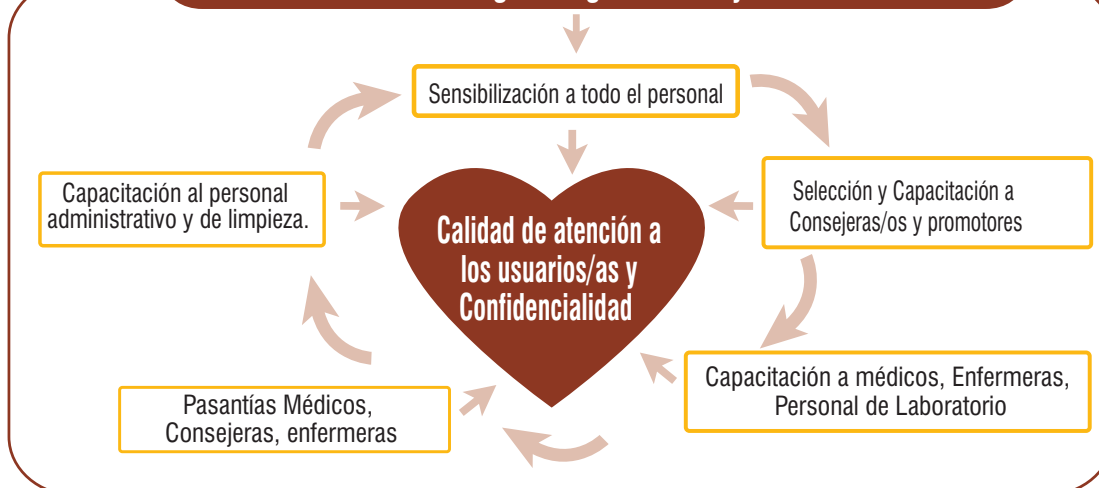 Sensibilización a todo el personal
Capacitación al personal
administrativo y de limpieza.
Selección y Capacitación a
Consejeras/os y promotores
Calidad de atención a
los usuarios/as y
Confidencialidad
Capacitación a médicos, Enfermeras,
Personal de Laboratorio
Pasantías Médicos,
Consejeras, enfermeras